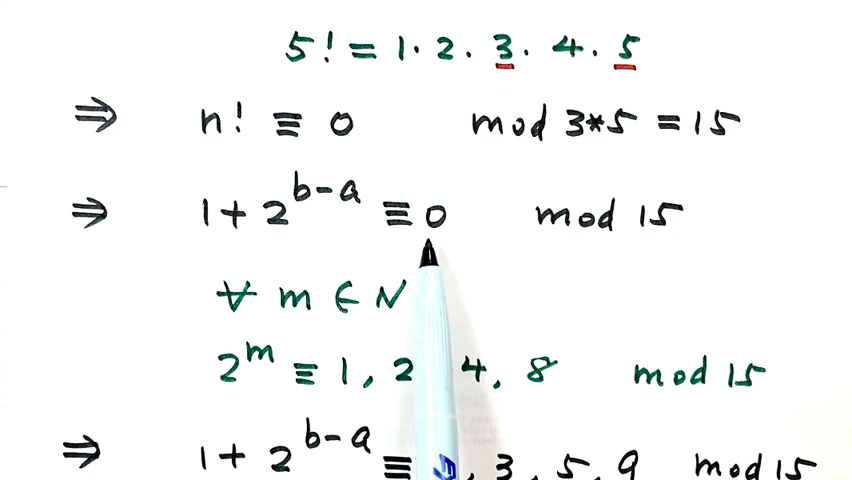 5! = 1 · 2 · 3 · 4 · 5
⇒ n! ≡ 0 mod 3*5 = 15
⇒ 1 + 2^{b-a} ≡ 0 mod 15
∀ m ∈ N
2^m ≡ 1, 2 4, 8 mod 15
⇒ 1 + 2^{b-a} ≡ , 3, 5, 9 mod 15